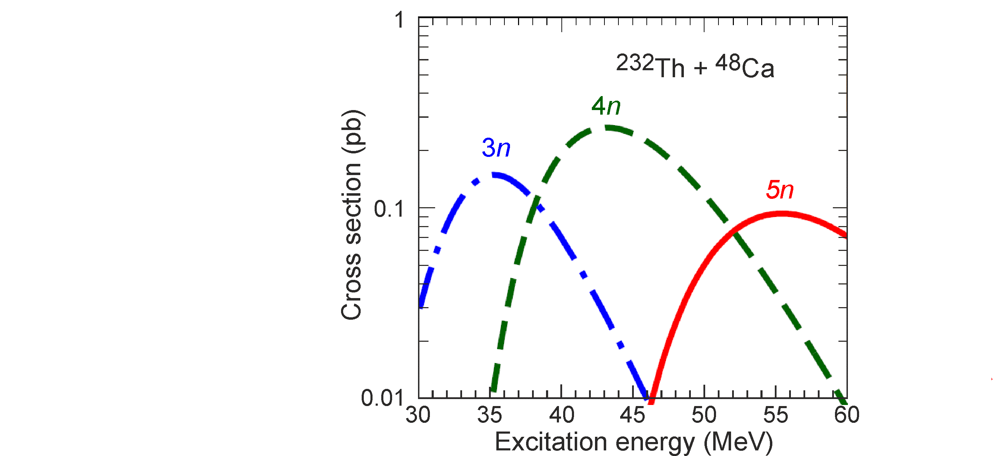 1
²³²Th + ⁴⁸Ca
4n
3n
5n
0.1
0.01
Cross section (pb)
30 35 40 45 50 55 60
Excitation energy (MeV)